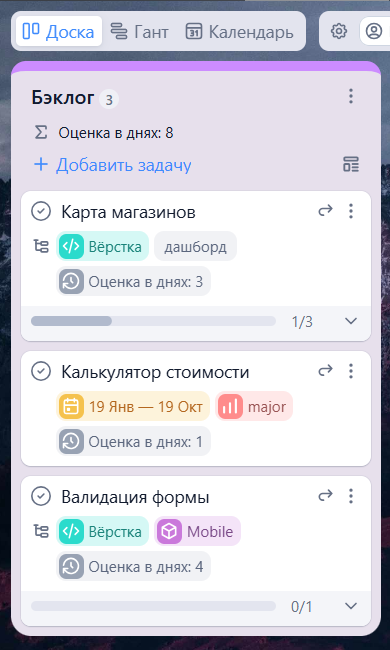 Доска Гант 31 Календарь
Бэклог 3
Σ Оценка в днях: 8
+ Добавить задачу
Карта магазинов
</> Вёрстка дашборд
Оценка в днях: 3
1/3
Калькулятор стоимости
19 Янв — 19 Окт major
Оценка в днях: 1
Валидация формы
</> Вёрстка Mobile
Оценка в днях: 4
0/1